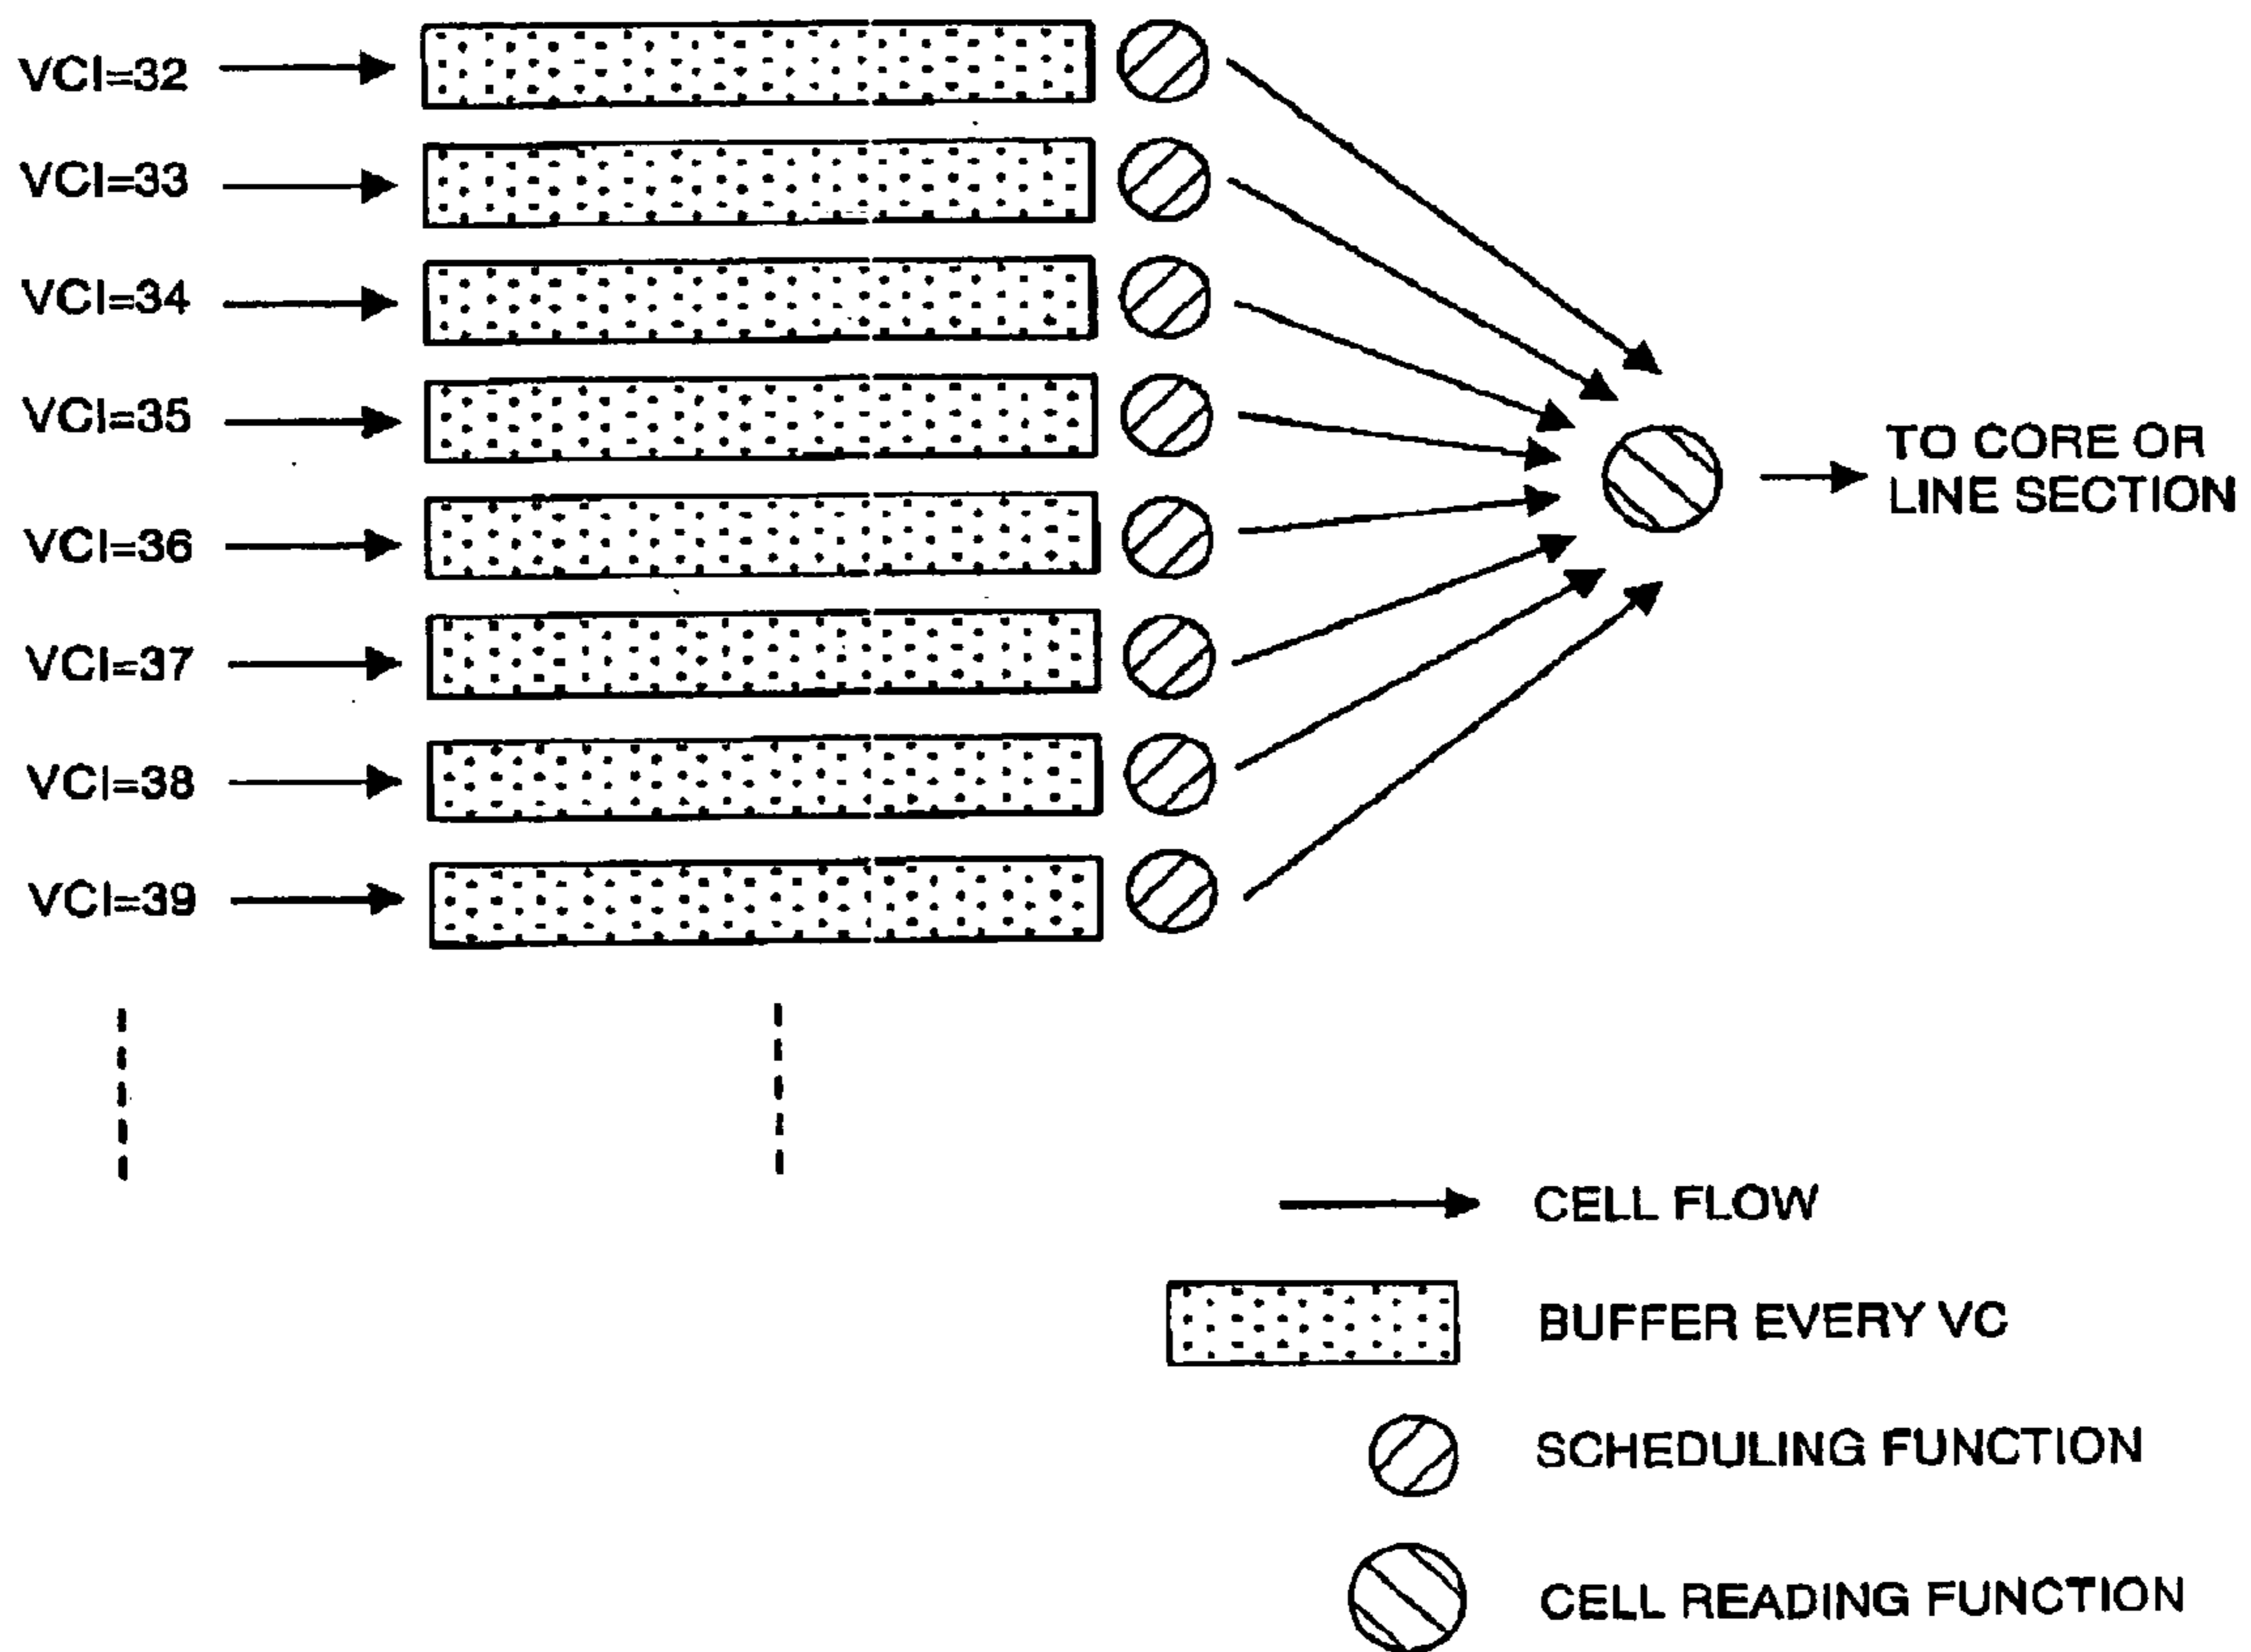 VCI=32
VCI=33
VCI=34
VCI=35
VCI=36
VCI=37
VCI=38
VCI=39
TO CORE OR
LINE SECTION
CELL FLOW
BUFFER EVERY VC
SCHEDULING FUNCTION
CELL READING FUNCTION